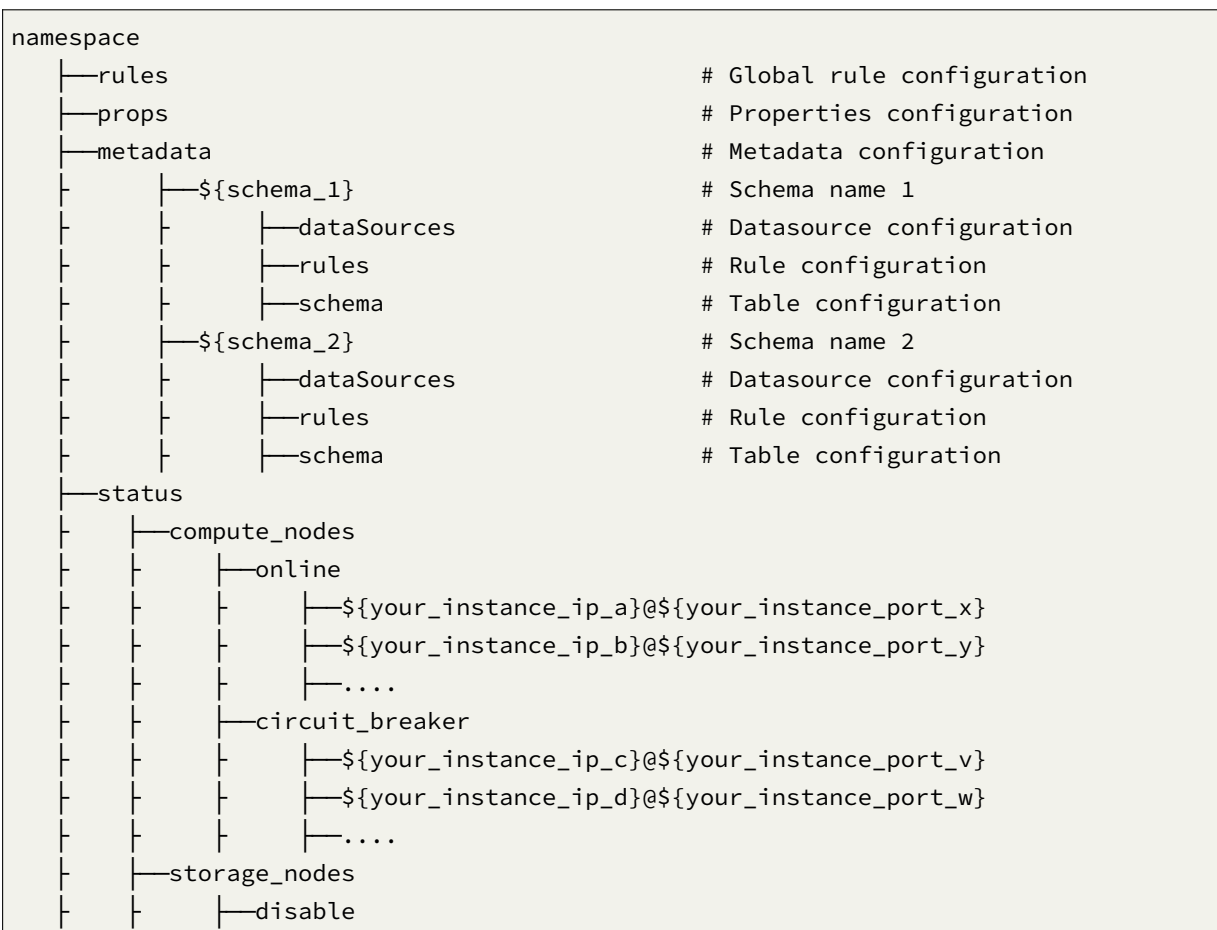 namespace
├──rules # Global rule configuration
├──props # Properties configuration
├──metadata # Metadata configuration
├ ├──${schema_1} # Schema name 1
├ ├ ├──dataSources # Datasource configuration
├ ├ ├──rules # Rule configuration
├ ├ ├──schema # Table configuration
├ ├──${schema_2} # Schema name 2
├ ├ ├──dataSources # Datasource configuration
├ ├ ├──rules # Rule configuration
├ ├ ├──schema # Table configuration
├──status
├ ├──compute_nodes
├ ├ ├──online
├ ├ ├ ├──${your_instance_ip_a}@${your_instance_port_x}
├ ├ ├ ├──${your_instance_ip_b}@${your_instance_port_y}
├ ├ ├ ├──....
├ ├ ├──circuit_breaker
├ ├ ├ ├──${your_instance_ip_c}@${your_instance_port_v}
├ ├ ├ ├──${your_instance_ip_d}@${your_instance_port_w}
├ ├ ├ ├──....
├ ├──storage_nodes
├ ├ ├──disable